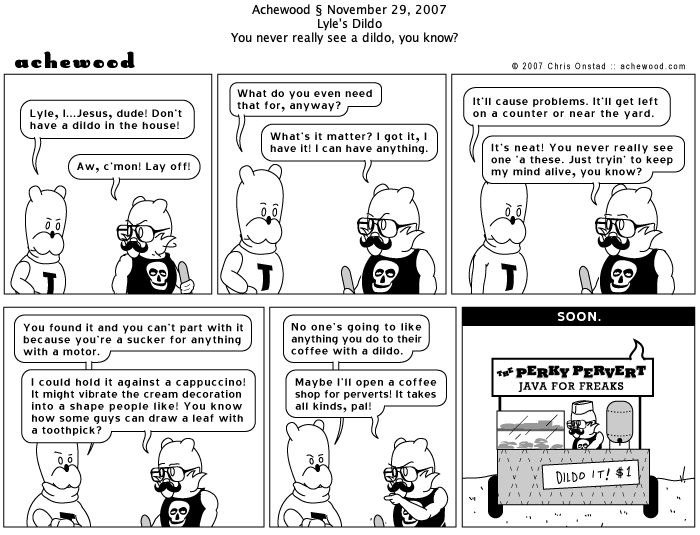 Achewood § November 29, 2007
Lyle's Dildo
You never really see a dildo, you know?
achewood
© 2007 Chris Onstad :: achewood.com
Lyle, I...Jesus, dude! Don't
have a dildo in the house!
Aw, c'mon! Lay off!
T
What do you even need
that for, anyway?
What's it matter? I got it, I
have it! I can have anything.
T
It'll cause problems. It'll get left
on a counter or near the yard.
It's neat! You never really see
one 'a these. Just tryin' to keep
my mind alive, you know?
T
You found it and you can't part with it
because you're a sucker for anything
with a motor.
I could hold it against a cappuccino!
It might vibrate the cream decoration
into a shape people like! You know
how some guys can draw a leaf with
a toothpick?
No one's going to like
anything you do to their
coffee with a dildo.
Maybe I'll open a coffee
shop for perverts! It takes
all kinds, pal!
SOON.
THE PERKY PERVERT
JAVA FOR FREAKS
DILDO IT! $1